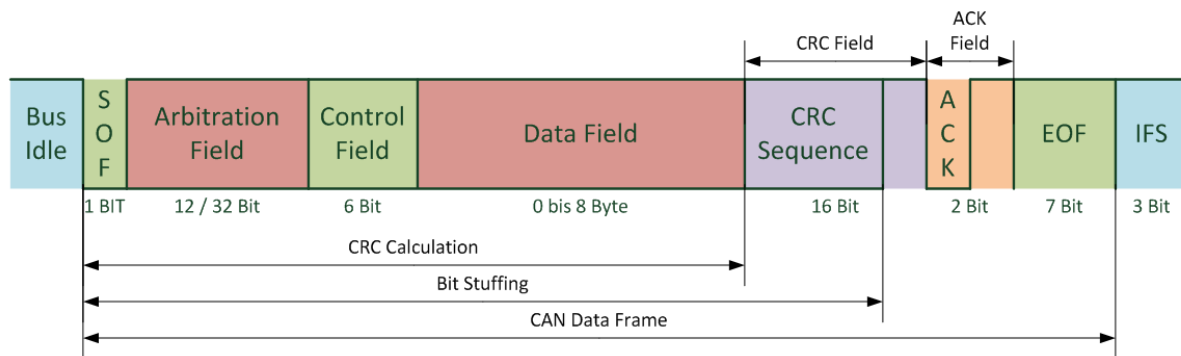 ACK
Field
CRC Field
Bus
Idle
S
O
F
Arbitration
Field
Control
Field
Data Field
CRC
Sequence
A
C
K
EOF
IFS
1 BIT
12 / 32 Bit
6 Bit
0 bis 8 Byte
16 Bit
2 Bit
7 Bit
3 Bit
CRC Calculation
Bit Stuffing
CAN Data Frame